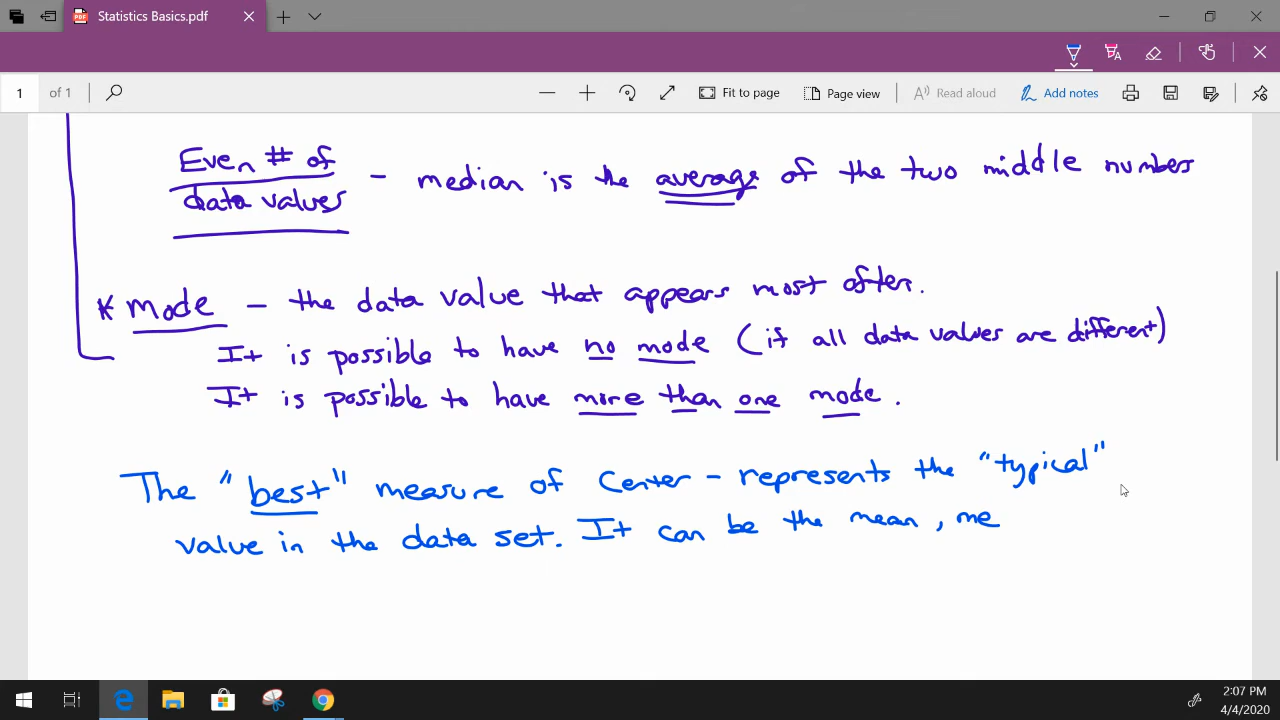 Statistics Basics.pdf
1 of 1 Fit to page Page view Read aloud Add notes
Even # of
data values - median is the average of the two middle numbers
* Mode - the data value that appears most often.
It is possible to have no mode (if all data values are different)
It is possible to have more than one mode.
The "best" measure of Center - represents the "typical"
value in the data set. It can be the mean, me
2:07 PM
4/4/2020